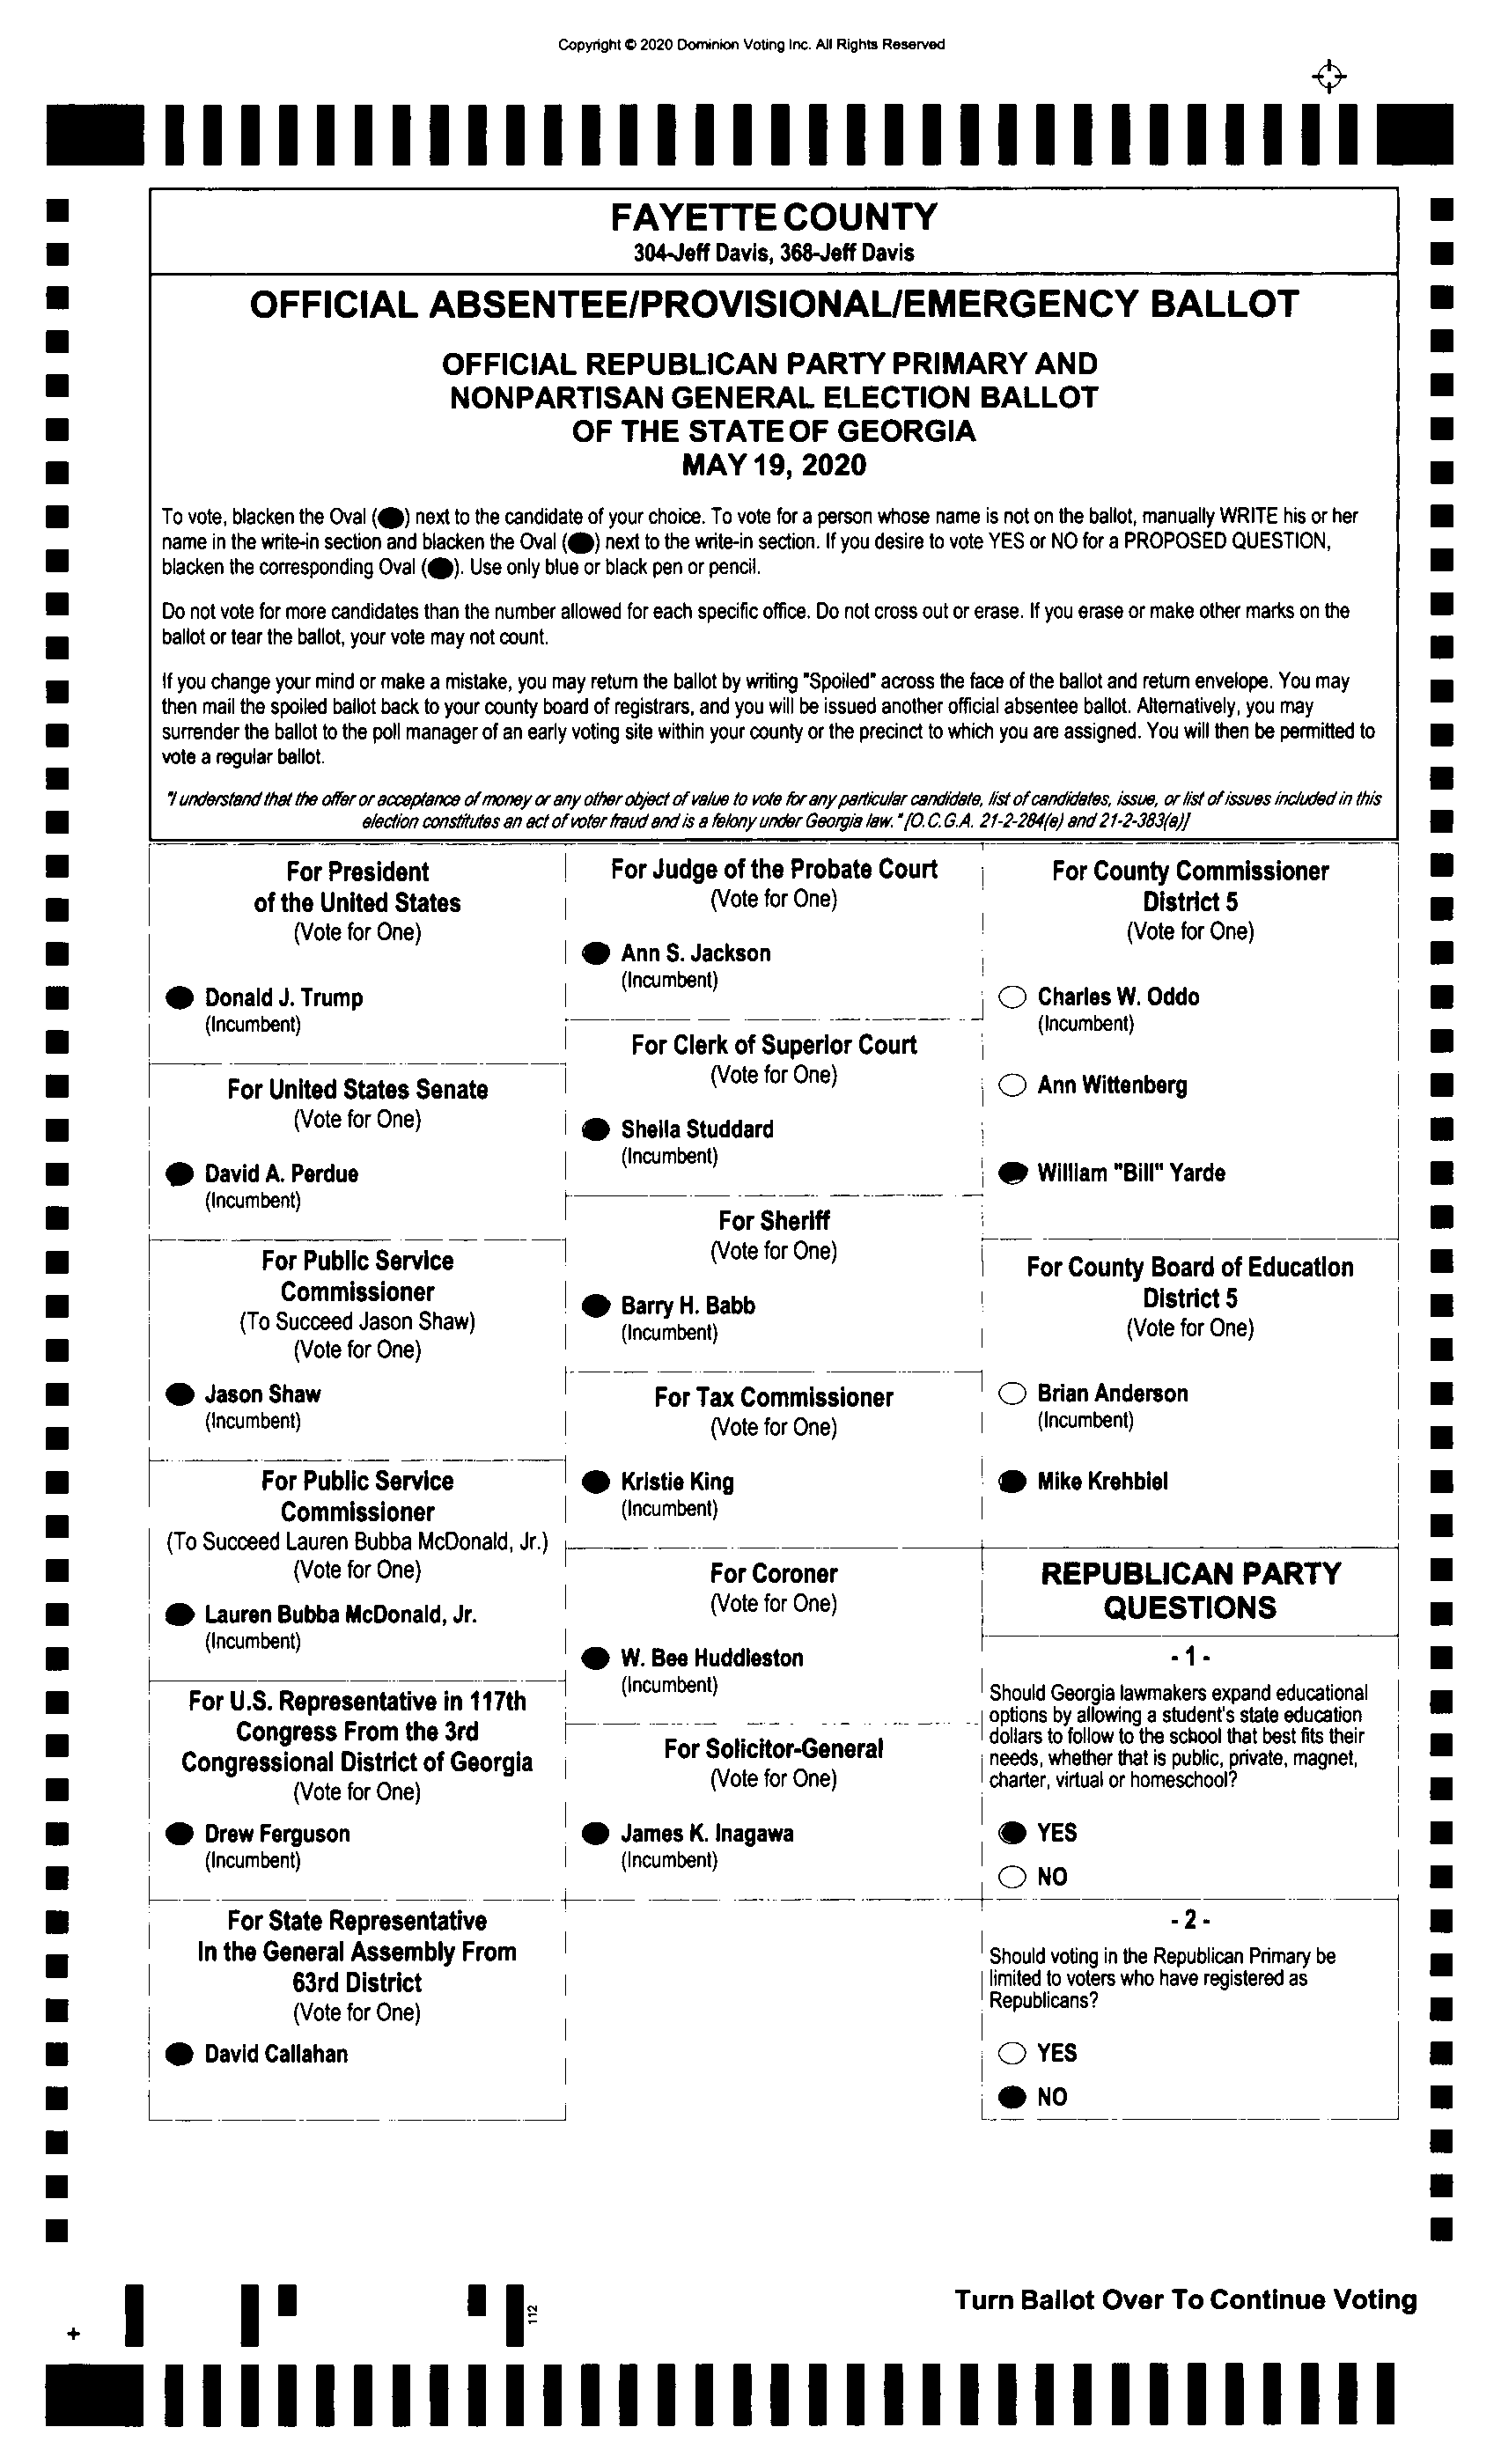 Copyright © 2020 Dominion Voting Inc. All Rights Reserved
FAYETTE COUNTY
304-Jeff Davis, 368-Jeff Davis
OFFICIAL ABSENTEE/PROVISIONAL/EMERGENCY BALLOT
OFFICIAL REPUBLICAN PARTY PRIMARY AND
NONPARTISAN GENERAL ELECTION BALLOT
OF THE STATE OF GEORGIA
MAY 19, 2020
To vote, blacken the Oval (●) next to the candidate of your choice. To vote for a person whose name is not on the ballot, manually WRITE his or her
name in the write-in section and blacken the Oval (●) next to the write-in section. If you desire to vote YES or NO for a PROPOSED QUESTION,
blacken the corresponding Oval (●). Use only blue or black pen or pencil.
Do not vote for more candidates than the number allowed for each specific office. Do not cross out or erase. If you erase or make other marks on the
ballot or tear the ballot, your vote may not count.
If you change your mind or make a mistake, you may return the ballot by writing "Spoiled" across the face of the ballot and return envelope. You may
then mail the spoiled ballot back to your county board of registrars, and you will be issued another official absentee ballot. Alternatively, you may
surrender the ballot to the poll manager of an early voting site within your county or the precinct to which you are assigned. You will then be permitted to
vote a regular ballot.
"I understand that the offer or acceptance of money or any other object of value to vote for any particular candidate, list of candidates, issue, or list of issues included in this
election constitutes an act of voter fraud and is a felony under Georgia law." [O.C.G.A. 21-2-284(e) and 21-2-383(a)]
For President
of the United States
(Vote for One)
Donald J. Trump
(Incumbent)
For United States Senate
(Vote for One)
David A. Perdue
(Incumbent)
For Public Service
Commissioner
(To Succeed Jason Shaw)
(Vote for One)
Jason Shaw
(Incumbent)
For Public Service
Commissioner
(To Succeed Lauren Bubba McDonald, Jr.)
(Vote for One)
Lauren Bubba McDonald, Jr.
(Incumbent)
For U.S. Representative in 117th
Congress From the 3rd
Congressional District of Georgia
(Vote for One)
Drew Ferguson
(Incumbent)
For State Representative
In the General Assembly From
63rd District
(Vote for One)
David Callahan
For Judge of the Probate Court
(Vote for One)
Ann S. Jackson
(Incumbent)
For Clerk of Superior Court
(Vote for One)
Sheila Studdard
(Incumbent)
For Sheriff
(Vote for One)
Barry H. Babb
(Incumbent)
For Tax Commissioner
(Vote for One)
Kristie King
(Incumbent)
For Coroner
(Vote for One)
W. Bee Huddleston
(Incumbent)
For Solicitor-General
(Vote for One)
James K. Inagawa
(Incumbent)
For County Commissioner
District 5
(Vote for One)
Charles W. Oddo
(Incumbent)
Ann Wittenberg
William "Bill" Yarde
For County Board of Education
District 5
(Vote for One)
Brian Anderson
(Incumbent)
Mike Krehbiel
REPUBLICAN PARTY
QUESTIONS
- 1 -
Should Georgia lawmakers expand educational
options by allowing a student's state education
dollars to follow to the school that best fits their
needs, whether that is public, private, magnet,
charter, virtual or homeschool?
YES
NO
- 2 -
Should voting in the Republican Primary be
limited to voters who have registered as
Republicans?
YES
NO
Turn Ballot Over To Continue Voting
112
+